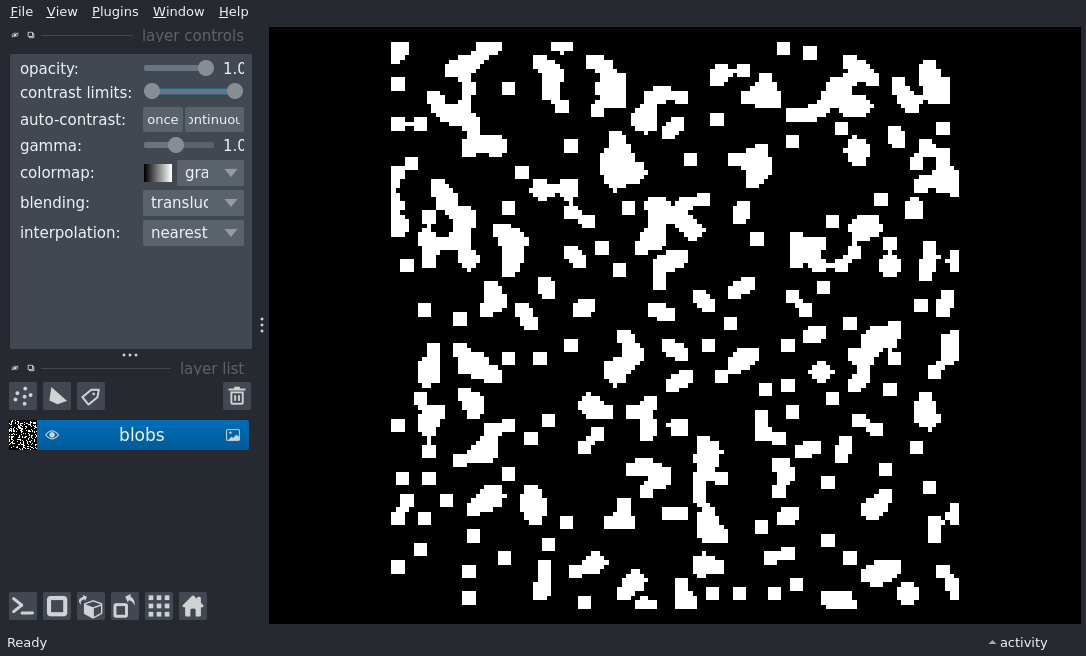 File View Plugins Window Help
layer controls
opacity: 1.0
contrast limits:
auto-contrast: once ontinuou
gamma: 1.0
colormap: gra
blending: transluc
interpolation: nearest
layer list
blobs
Ready activity